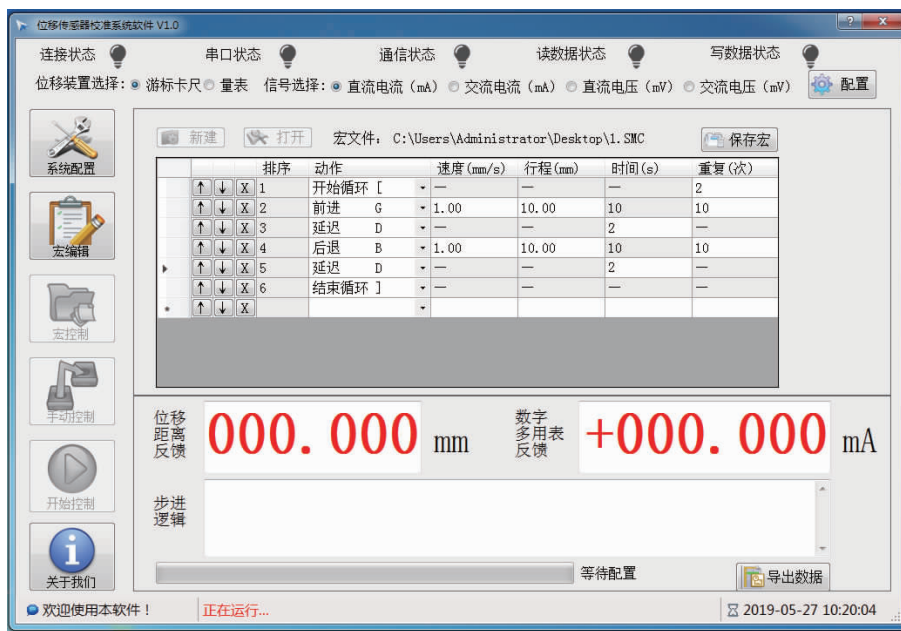 位移传感器校准系统软件 V1.0
连接状态 串口状态 通信状态 读数据状态 写数据状态
位移装置选择: 游标卡尺 量表 信号选择: 直流电流 (mA) 交流电流 (mA) 直流电压 (mV) 交流电压 (mV) 配置
系统配置
宏编辑
宏控制
手动控制
开始控制
关于我们
新建 打开 宏文件: C:\Users\Administrator\Desktop\1.SMC 保存宏
排序 动作 速度(mm/s) 行程(mm) 时间(s) 重复(次)
↑ ↓ X 1 开始循环 [ — — — 2
↑ ↓ X 2 前进 G 1.00 10.00 10 10
↑ ↓ X 3 延迟 D — — 2 —
↑ ↓ X 4 后退 B 1.00 10.00 10 10
↑ ↓ X 5 延迟 D — — 2 —
↑ ↓ X 6 结束循环 ] — — — —
↑ ↓ X
位移
距离
反馈
000.000 mm
数字
多用表
反馈
+000.000 mA
步进
逻辑
等待配置
导出数据
欢迎使用本软件! 正在运行... 2019-05-27 10:20:04